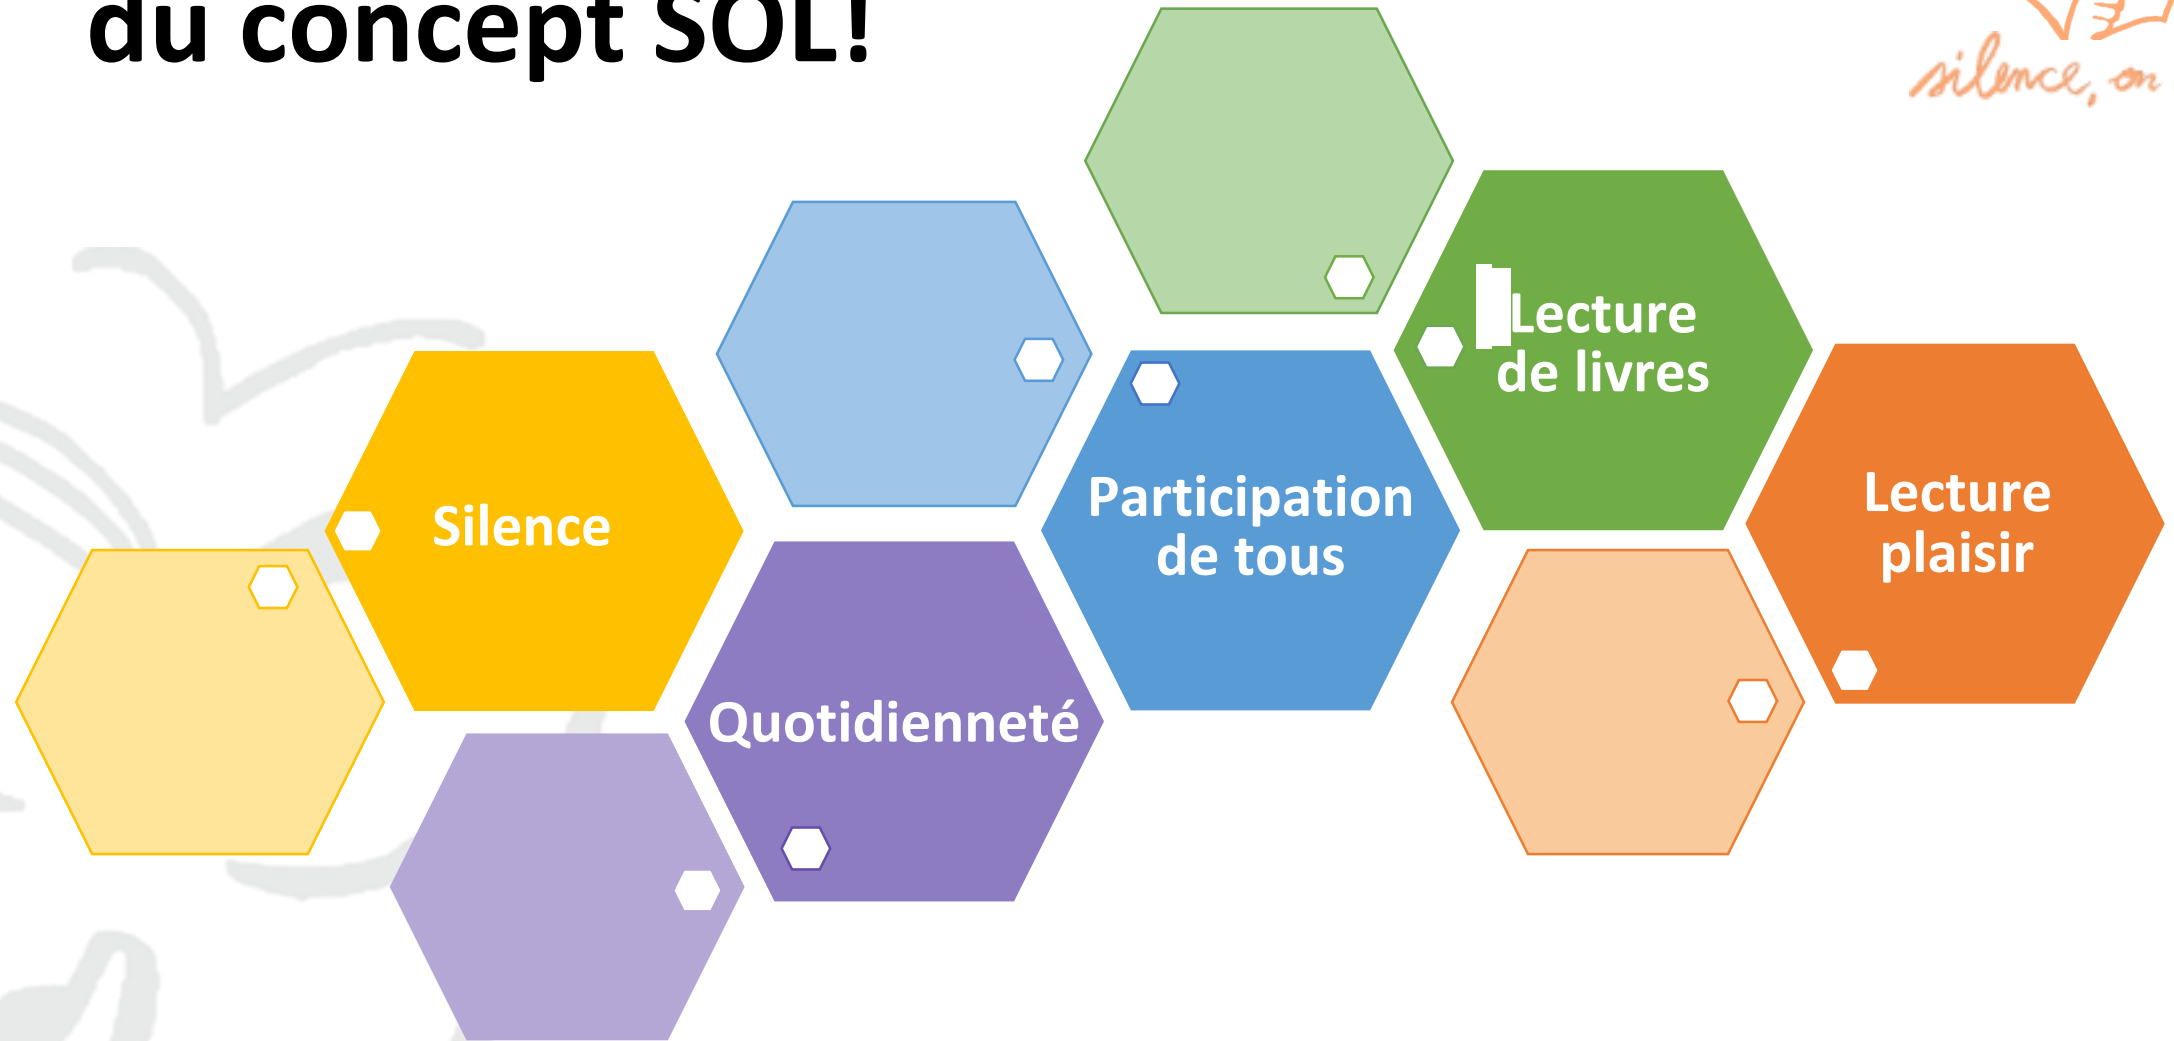 du concept SOL!
silence, on
Lecture
de livres
Silence
Participation
de tous
Lecture
plaisir
Quotidienneté